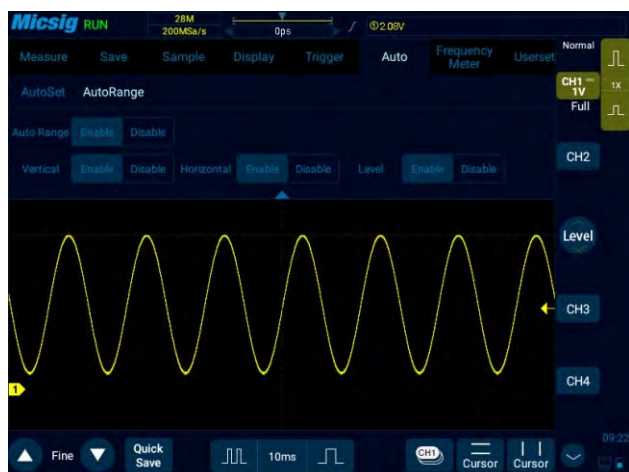 Micsig RUN 28M 200MSa/s 0ps ①2.08V
Measure Save Sample Display Trigger Auto Frequency Meter Userset
Normal
AutoSet AutoRange
CH1 1V 1X
Full
Auto Range Enable Disable
Vertical Enable Disable Horizontal Enable Disable Level Enable Disable
CH2
Level
CH3
CH4
1
09:22
Fine Quick Save 10ms CH1 Cursor Cursor